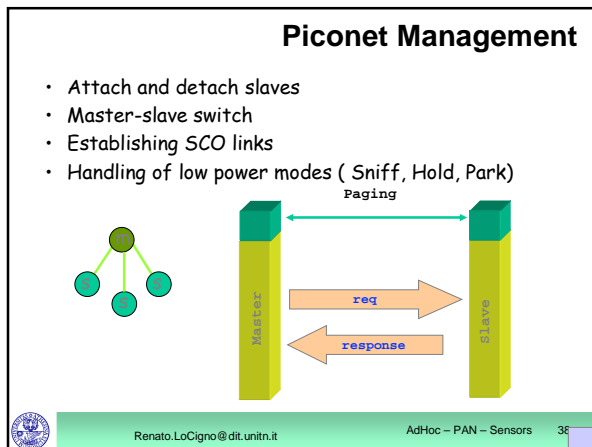 Piconet Management
• Attach and detach slaves
• Master-slave switch
• Establishing SCO links
• Handling of low power modes ( Sniff, Hold, Park)
Paging
m
s
s
s
Master
req
response
Slave
Renato.LoCigno@dit.unitn.it
AdHoc – PAN – Sensors
38